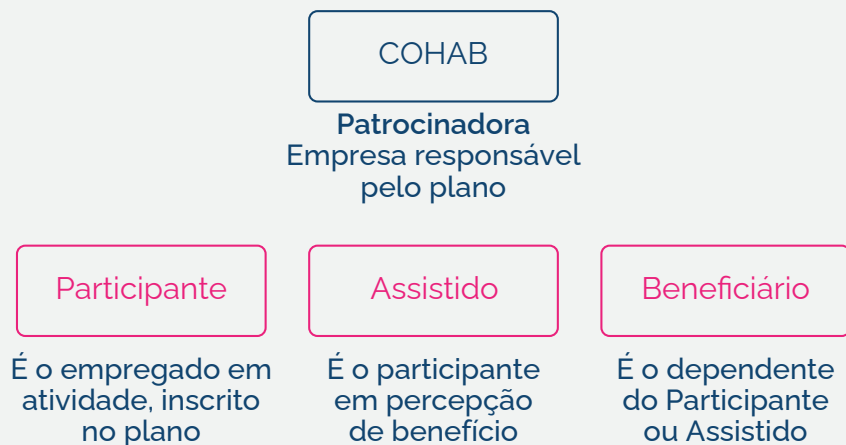 COHAB
Patrocinadora
Empresa responsável
pelo plano
Participante
É o empregado em
atividade, inscrito
no plano
Assistido
É o participante
em percepção
de benefício
Beneficiário
É o dependente
do Participante
ou Assistido